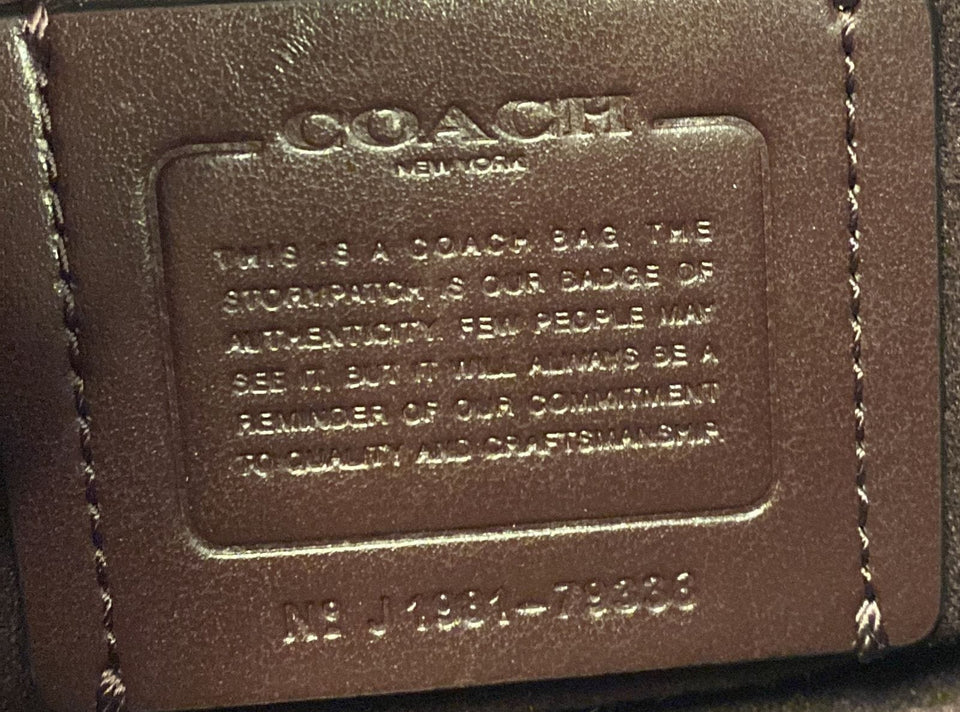 COACH
NEW YORK
THIS IS A COACH BAG. THE
STORYPATCH IS OUR BADGE OF
AUTHENTICITY. FEW PEOPLE MAY
SEE IT, BUT IT WILL ALWAYS BE A
REMINDER OF OUR COMMITMENT
TO QUALITY AND CRAFTSMANSHIP.
Nº J1981-79336